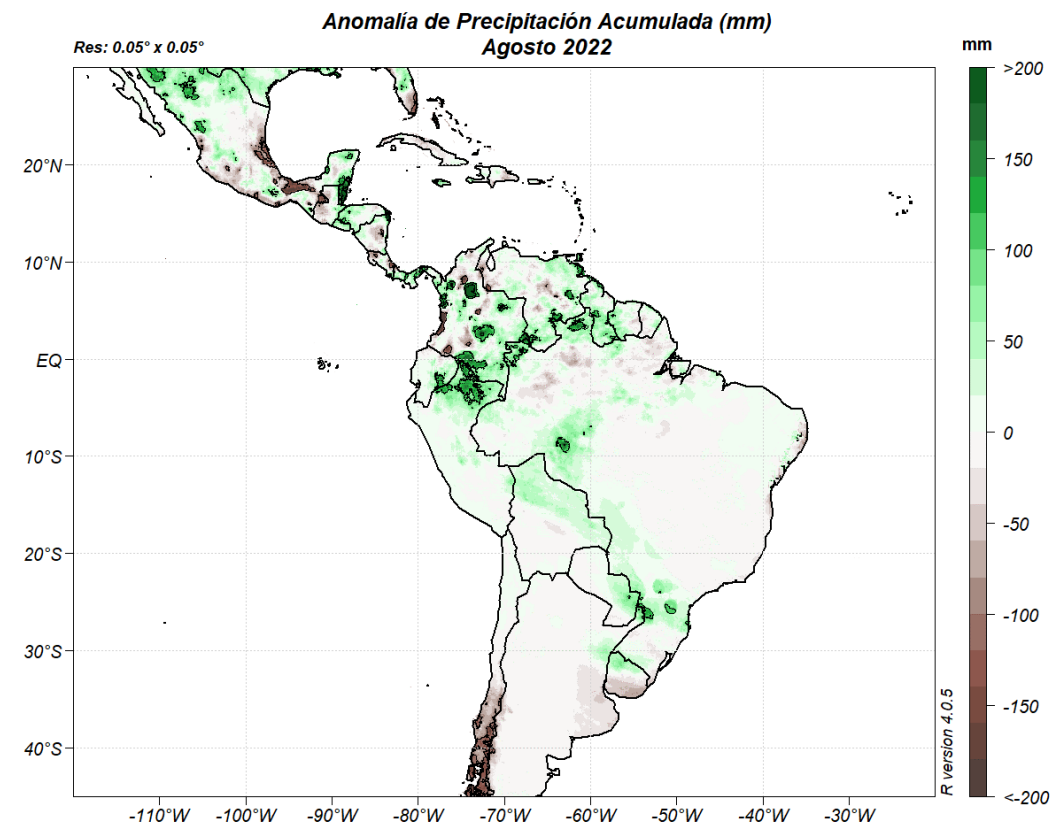 Anomalía de Precipitación Acumulada (mm)
Agosto 2022
Res: 0.05° x 0.05°
mm
>200
150
100
50
0
-50
-100
-150
<-200
20°N
10°N
EQ
10°S
20°S
30°S
40°S
-110°W -100°W -90°W -80°W -70°W -60°W -50°W -40°W -30°W
R version 4.0.5